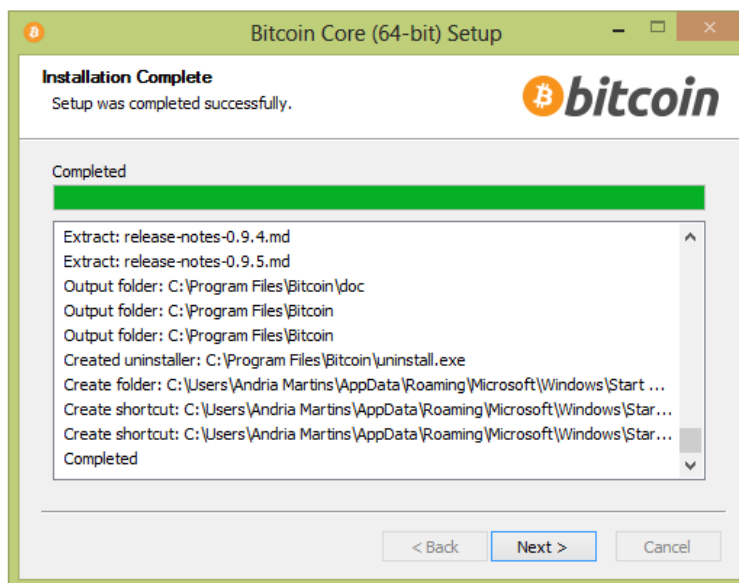 Bitcoin Core (64-bit) Setup
Installation Complete
Setup was completed successfully.
bitcoin
Completed
Extract: release-notes-0.9.4.md
Extract: release-notes-0.9.5.md
Output folder: C:\Program Files\Bitcoin\doc
Output folder: C:\Program Files\Bitcoin
Output folder: C:\Program Files\Bitcoin
Created uninstaller: C:\Program Files\Bitcoin\uninstall.exe
Create folder: C:\Users\Andria Martins\AppData\Roaming\Microsoft\Windows\Start ...
Create shortcut: C:\Users\Andria Martins\AppData\Roaming\Microsoft\Windows\Star...
Create shortcut: C:\Users\Andria Martins\AppData\Roaming\Microsoft\Windows\Star...
Completed
< Back Next > Cancel